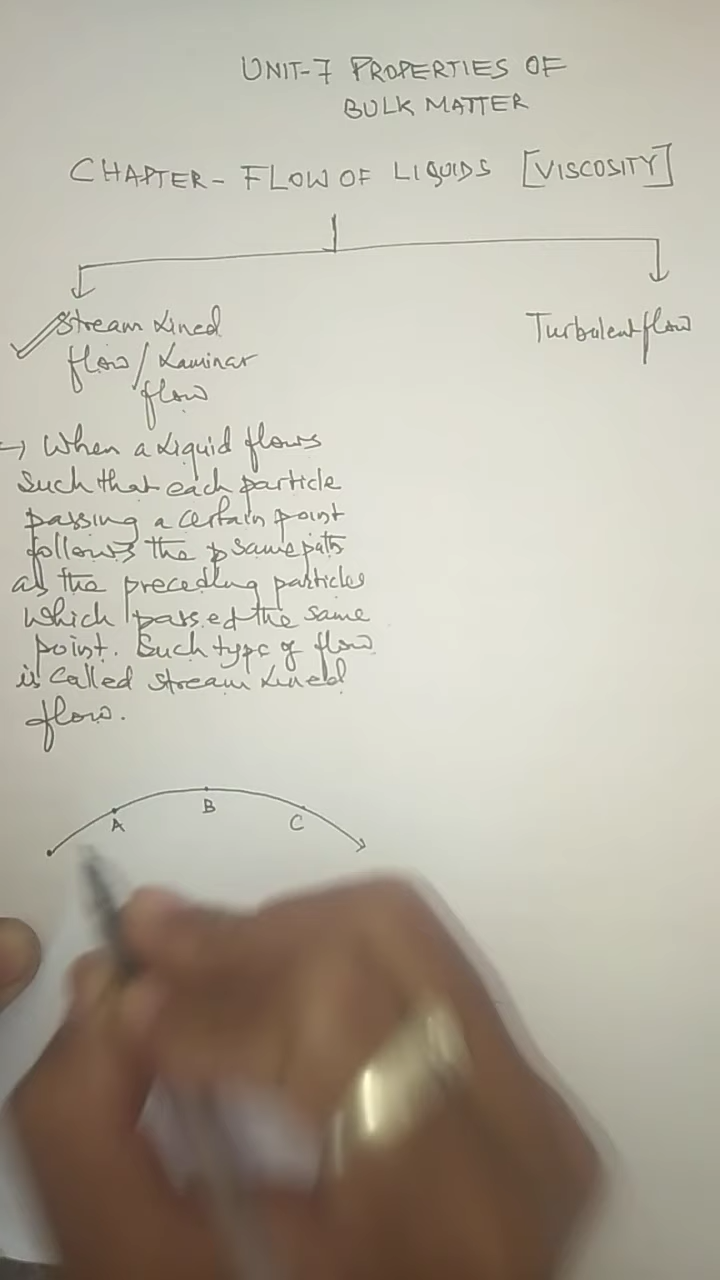 UNIT-7 PROPERTIES OF
BULK MATTER
CHAPTER- FLOW OF LIQUIDS [VISCOSITY]
Stream Lined
flow/Laminar
flow
Turbulent flow
→ When a Liquid flows
such that each particle
passing a certain point
follows the same path
as the preceding particles
which passed the same
point. Such type of flow
is called stream Lined
flow.
A B C